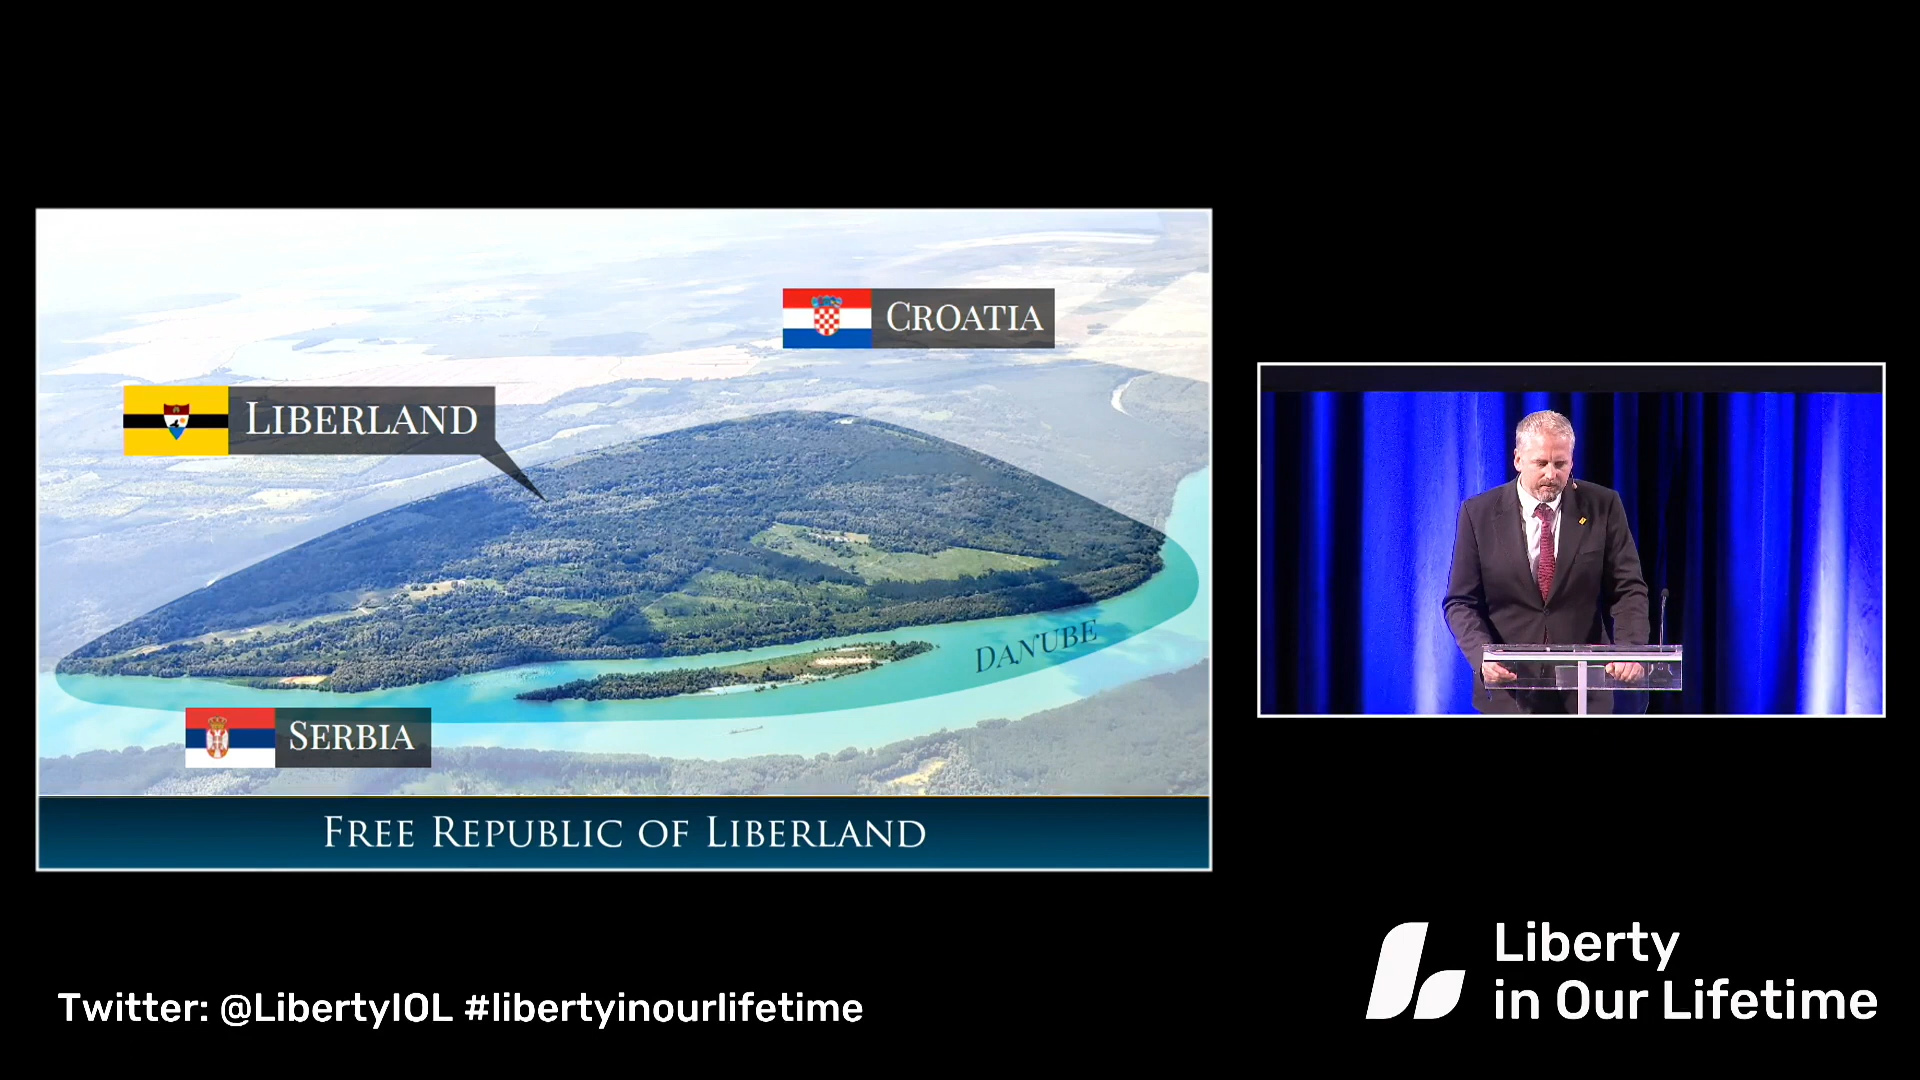 CROATIA
LIBERLAND
DANUBE
SERBIA
FREE REPUBLIC OF LIBERLAND
Liberty
in Our Lifetime
Twitter: @LibertyIOL #libertyinourlifetime